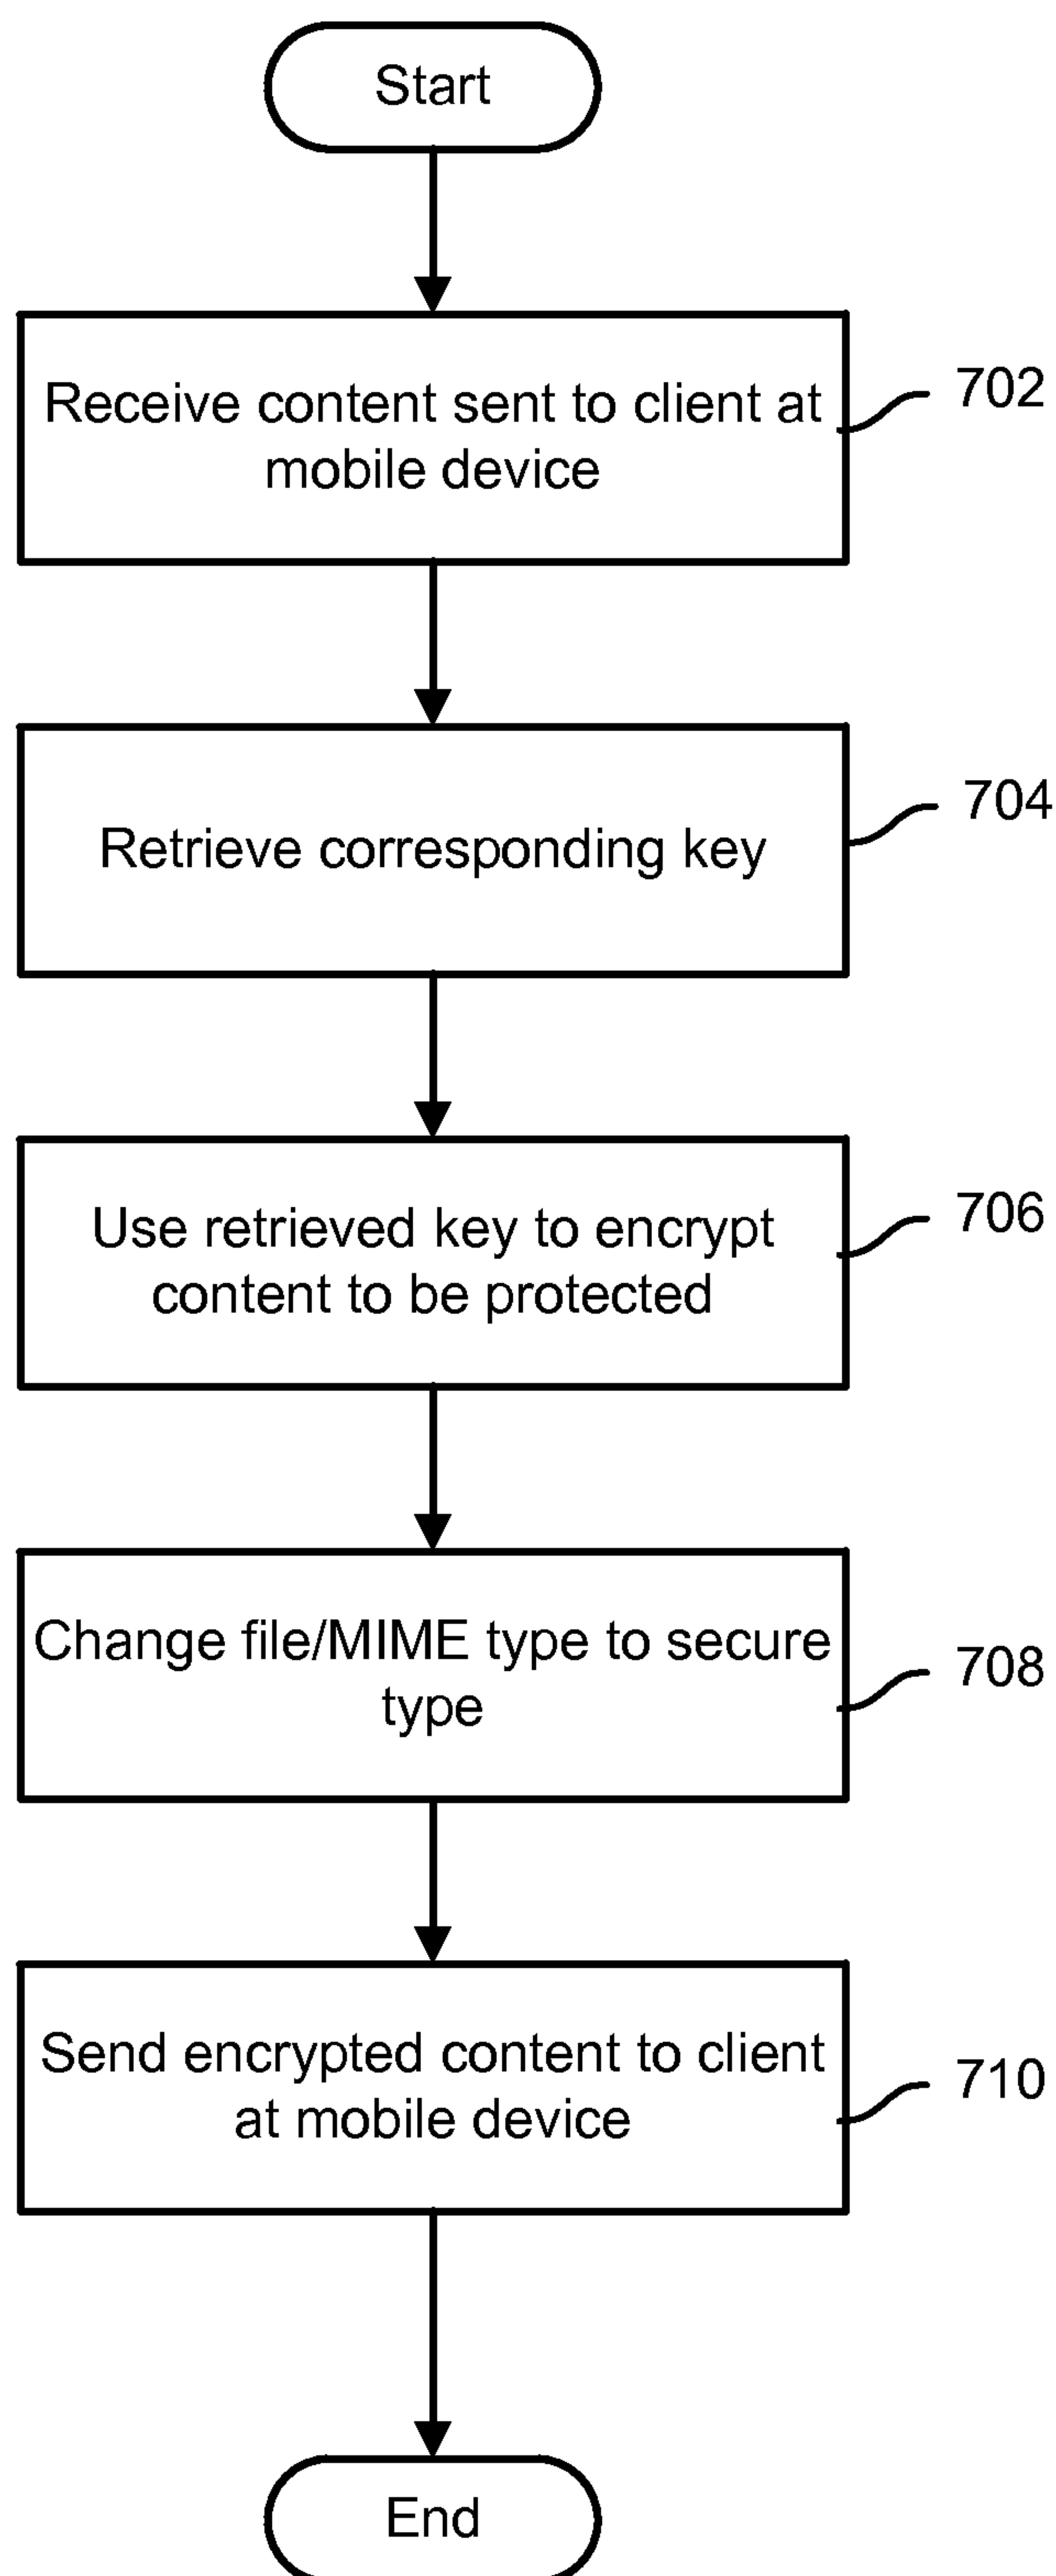 Start
Receive content sent to client at
mobile device
702
Retrieve corresponding key
704
Use retrieved key to encrypt
content to be protected
706
Change file/MIME type to secure
type
708
Send encrypted content to client
at mobile device
710
End